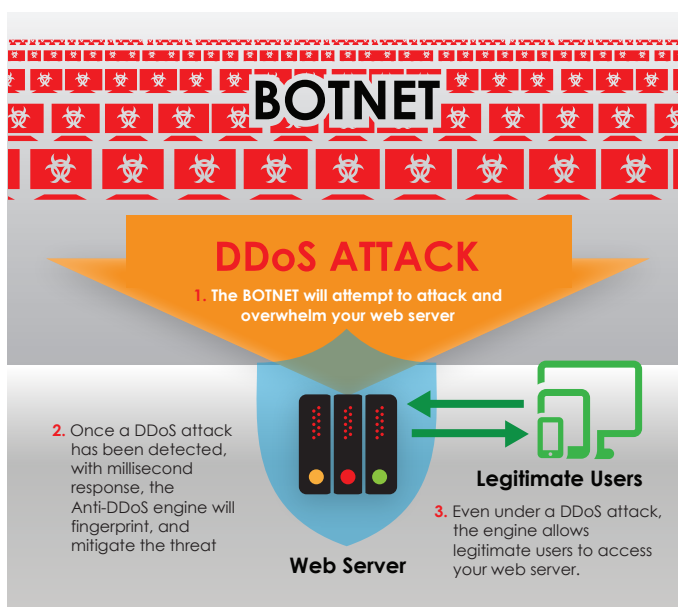 BOTNET
DDoS ATTACK
1. The BOTNET will attempt to attack and
overwhelm your web server
2. Once a DDoS attack
has been detected,
with millisecond
response, the
Anti-DDoS engine will
fingerprint, and
mitigate the threat
Web Server
Legitimate Users
3. Even under a DDoS attack,
the engine allows
legitimate users to access
your web server.